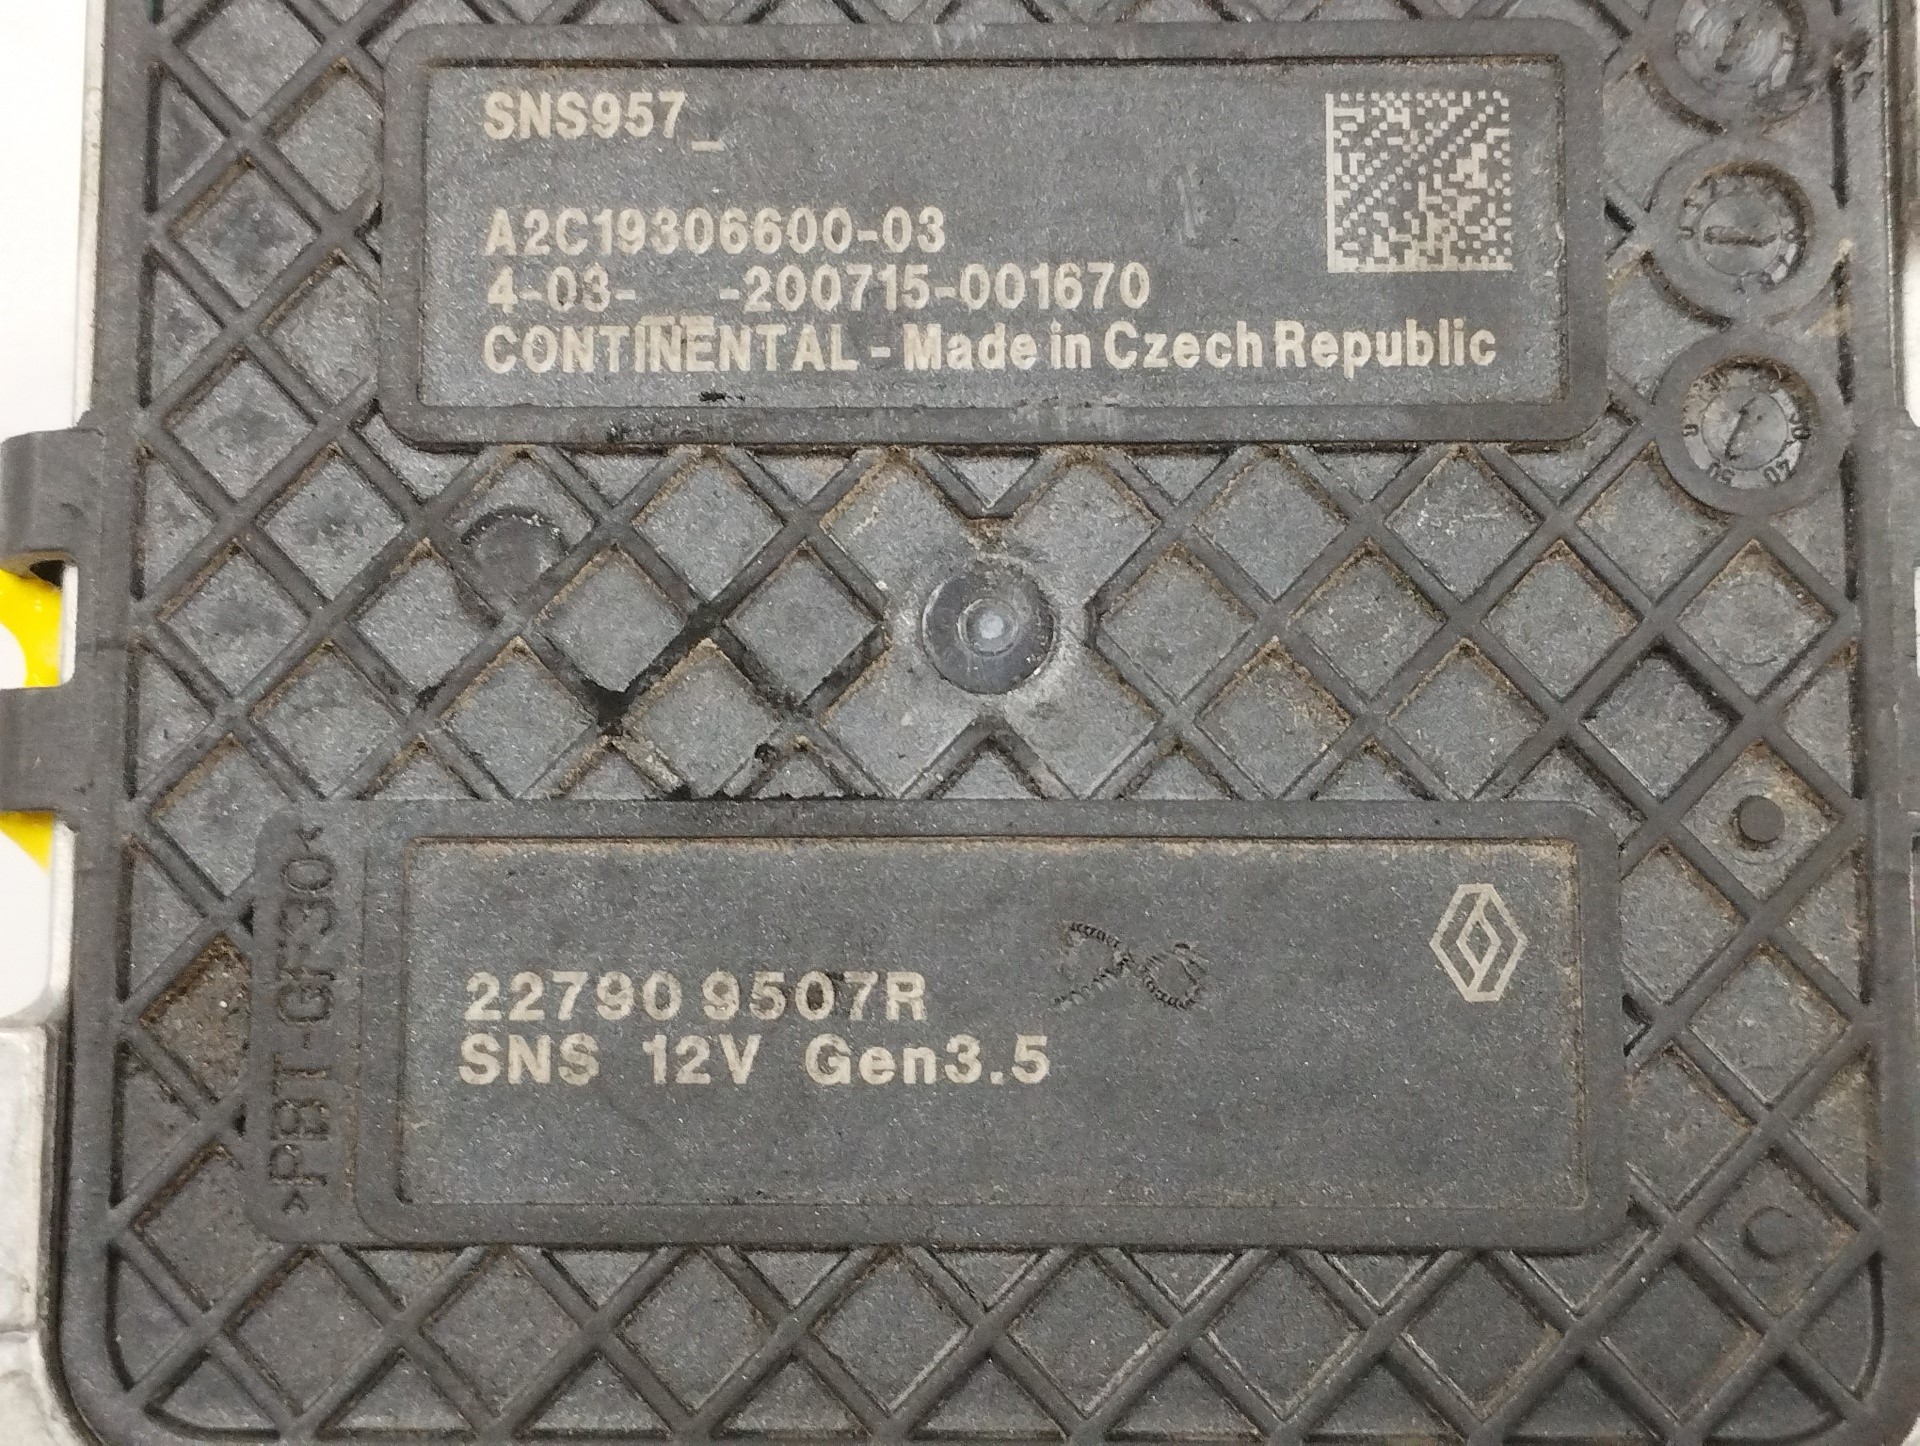 SNS957_
A2C19306600-03
4-03-   -200715-001670
CONTINENTAL - Made in Czech Republic
>PBT-GF30<
22790 9507R
SNS 12V Gen3.5